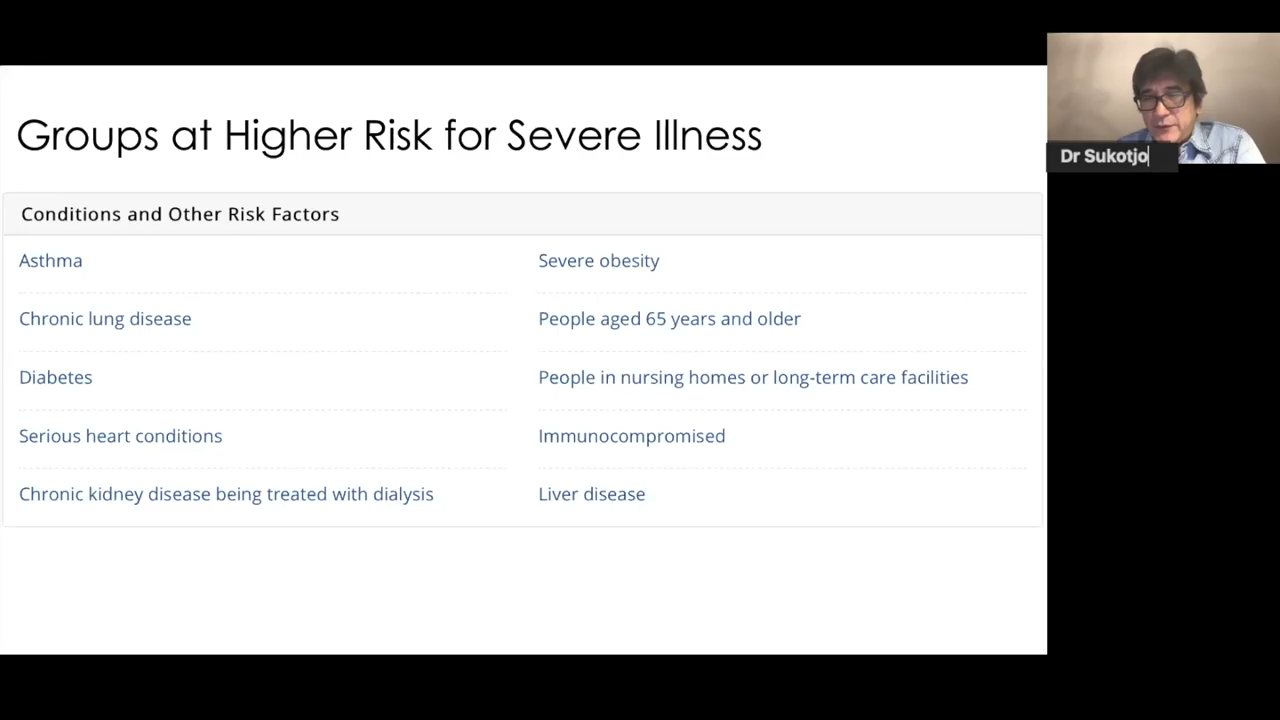 Groups at Higher Risk for Severe Illness
Dr Sukotjo
Conditions and Other Risk Factors
Asthma
Severe obesity
Chronic lung disease
People aged 65 years and older
Diabetes
People in nursing homes or long-term care facilities
Serious heart conditions
Immunocompromised
Chronic kidney disease being treated with dialysis
Liver disease